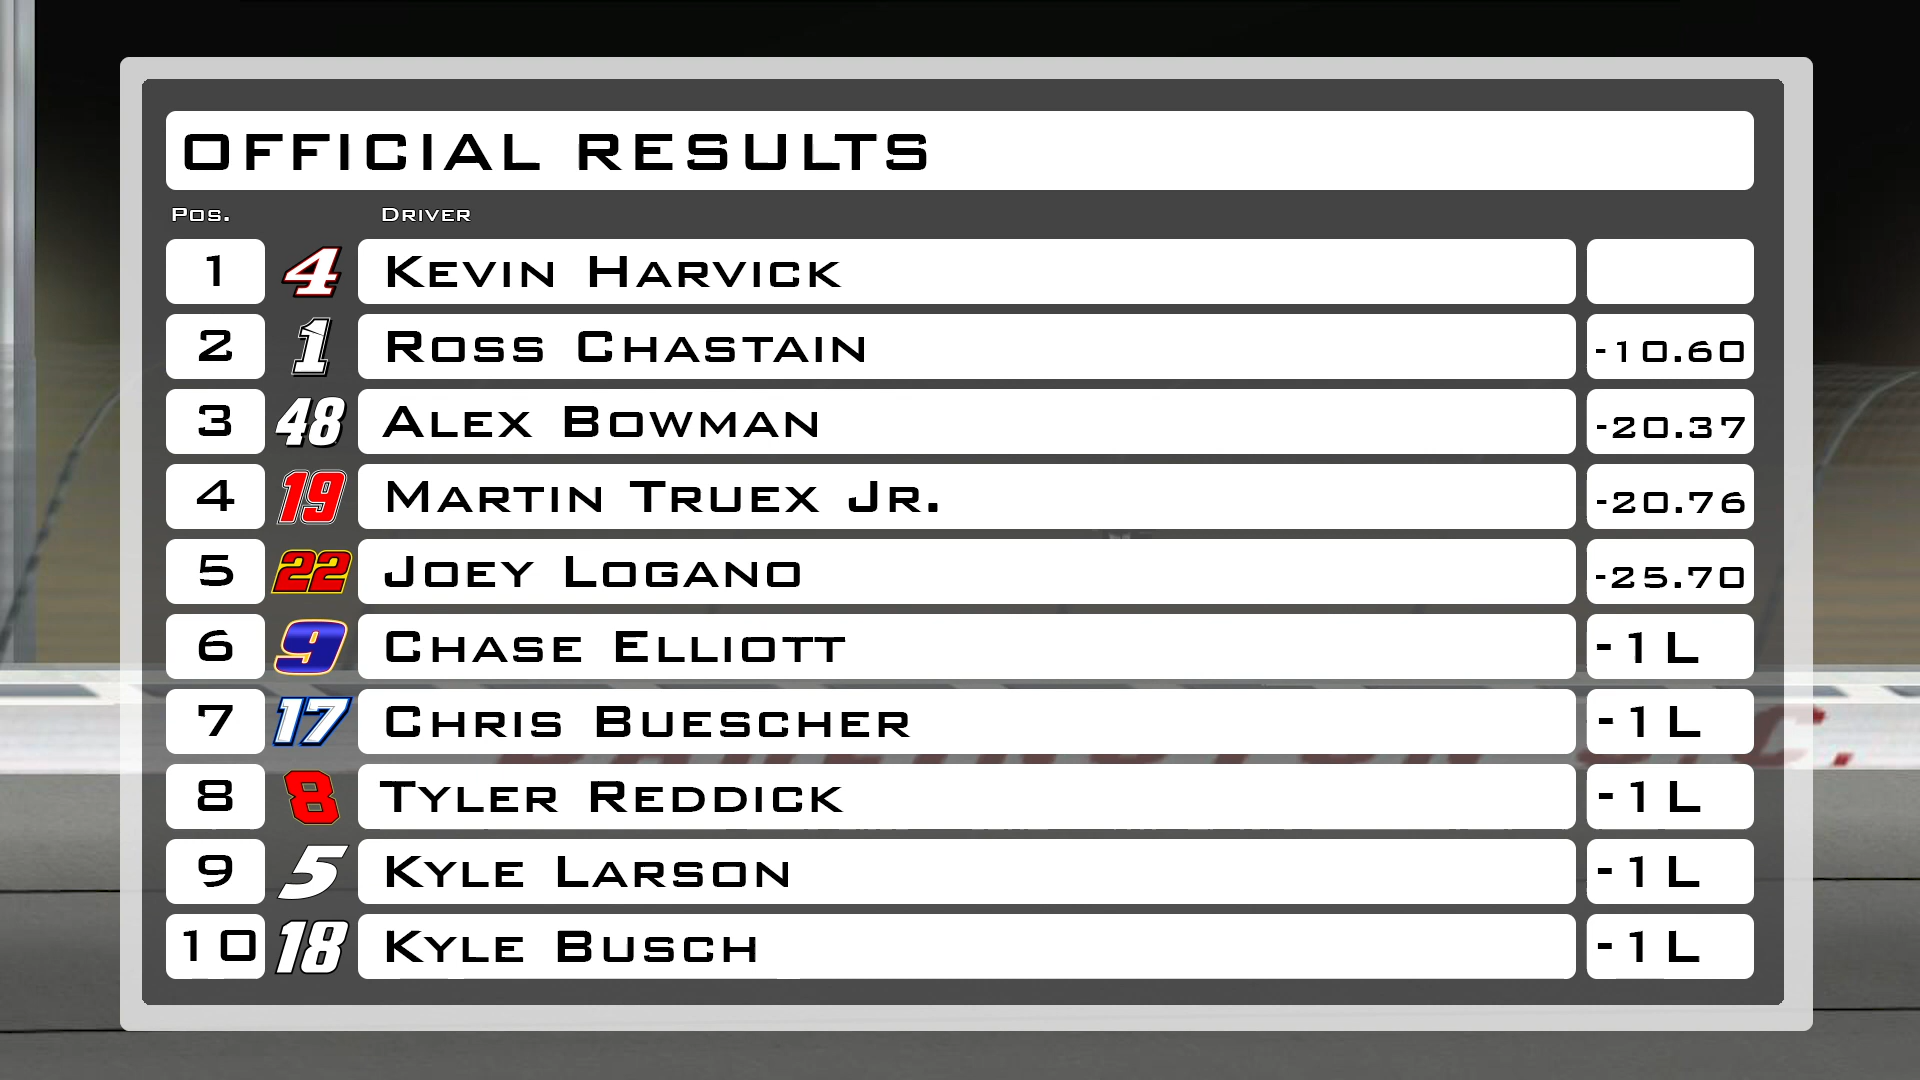 OFFICIAL RESULTS
POS. DRIVER
1 4 KEVIN HARVICK
2 1 ROSS CHASTAIN -10.60
3 48 ALEX BOWMAN -20.37
4 19 MARTIN TRUEX JR. -20.76
5 22 JOEY LOGANO -25.70
6 9 CHASE ELLIOTT -1 L
7 17 CHRIS BUESCHER -1 L
DARLINGTON S.C.
8 8 TYLER REDDICK -1 L
9 5 KYLE LARSON -1 L
10 18 KYLE BUSCH -1 L